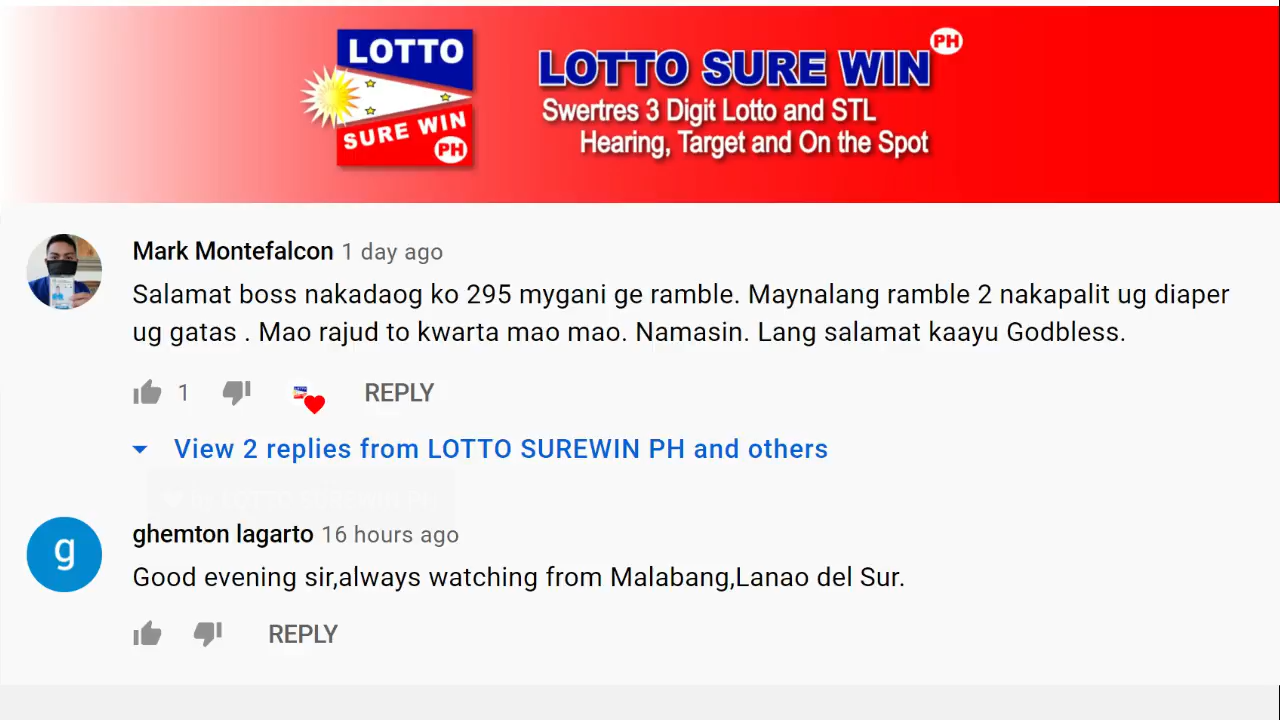 LOTTO
SURE WIN
PH
LOTTO SURE WIN PH
Swertres 3 Digit Lotto and STL
Hearing, Target and On the Spot
Mark Montefalcon 1 day ago
Salamat boss nakadaog ko 295 mygani ge ramble. Maynalang ramble 2 nakapalit ug diaper
ug gatas . Mao rajud to kwarta mao mao. Namasin. Lang salamat kaayu Godbless.
1 REPLY
View 2 replies from LOTTO SUREWIN PH and others
ghemton lagarto 16 hours ago
g
Good evening sir,always watching from Malabang,Lanao del Sur.
REPLY